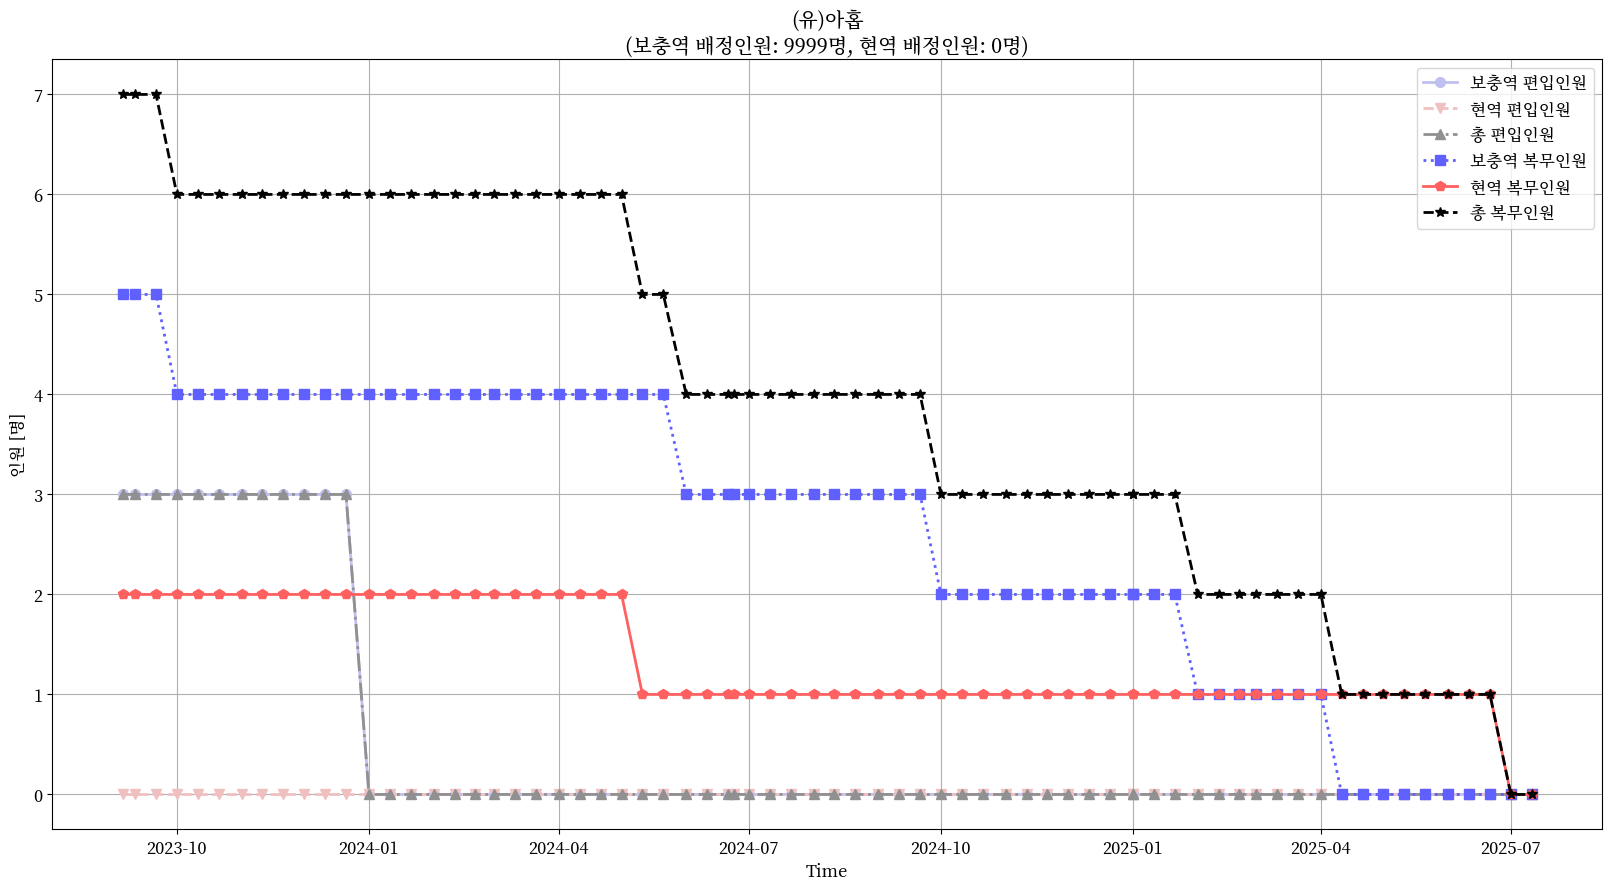 (유)아홉
(보충역 배정인원: 9999명, 현역 배정인원: 0명)
보충역 편입인원
현역 편입인원
총 편입인원
보충역 복무인원
현역 복무인원
총 복무인원
인원 [명]
7
6
5
4
3
2
1
0
2023-10 2024-01 2024-04 2024-07 2024-10 2025-01 2025-04 2025-07
Time